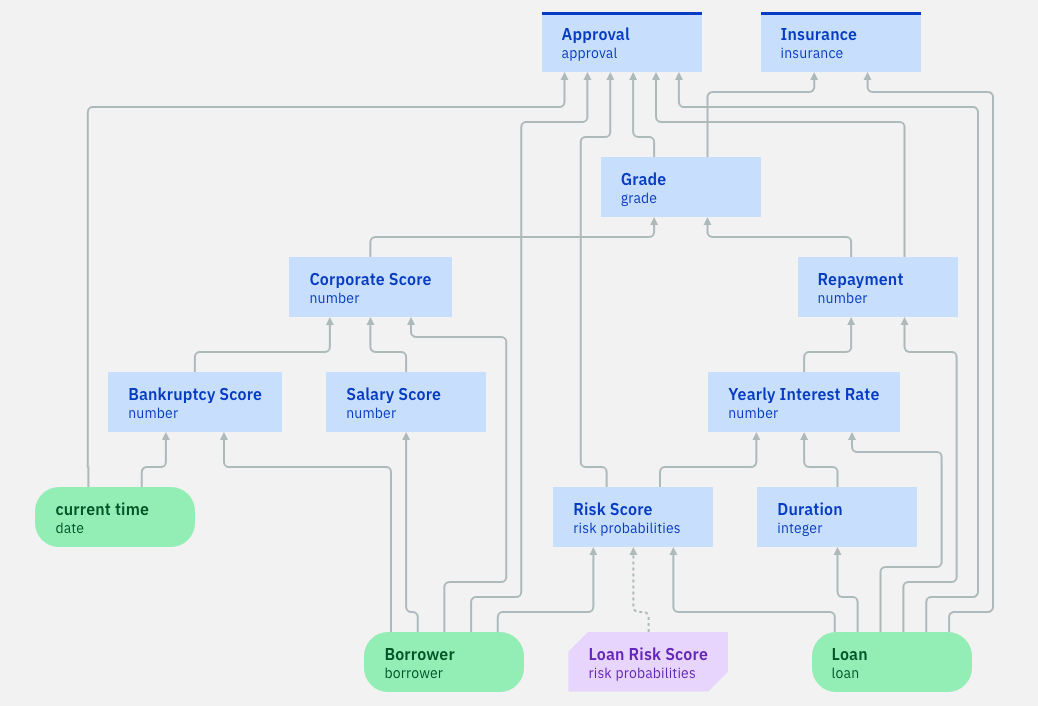 Approval
approval
Insurance
insurance
Grade
grade
Corporate Score
number
Repayment
number
Bankruptcy Score
number
Salary Score
number
Yearly Interest Rate
number
current time
date
Risk Score
risk probabilities
Duration
integer
Borrower
borrower
Loan Risk Score
risk probabilities
Loan
loan